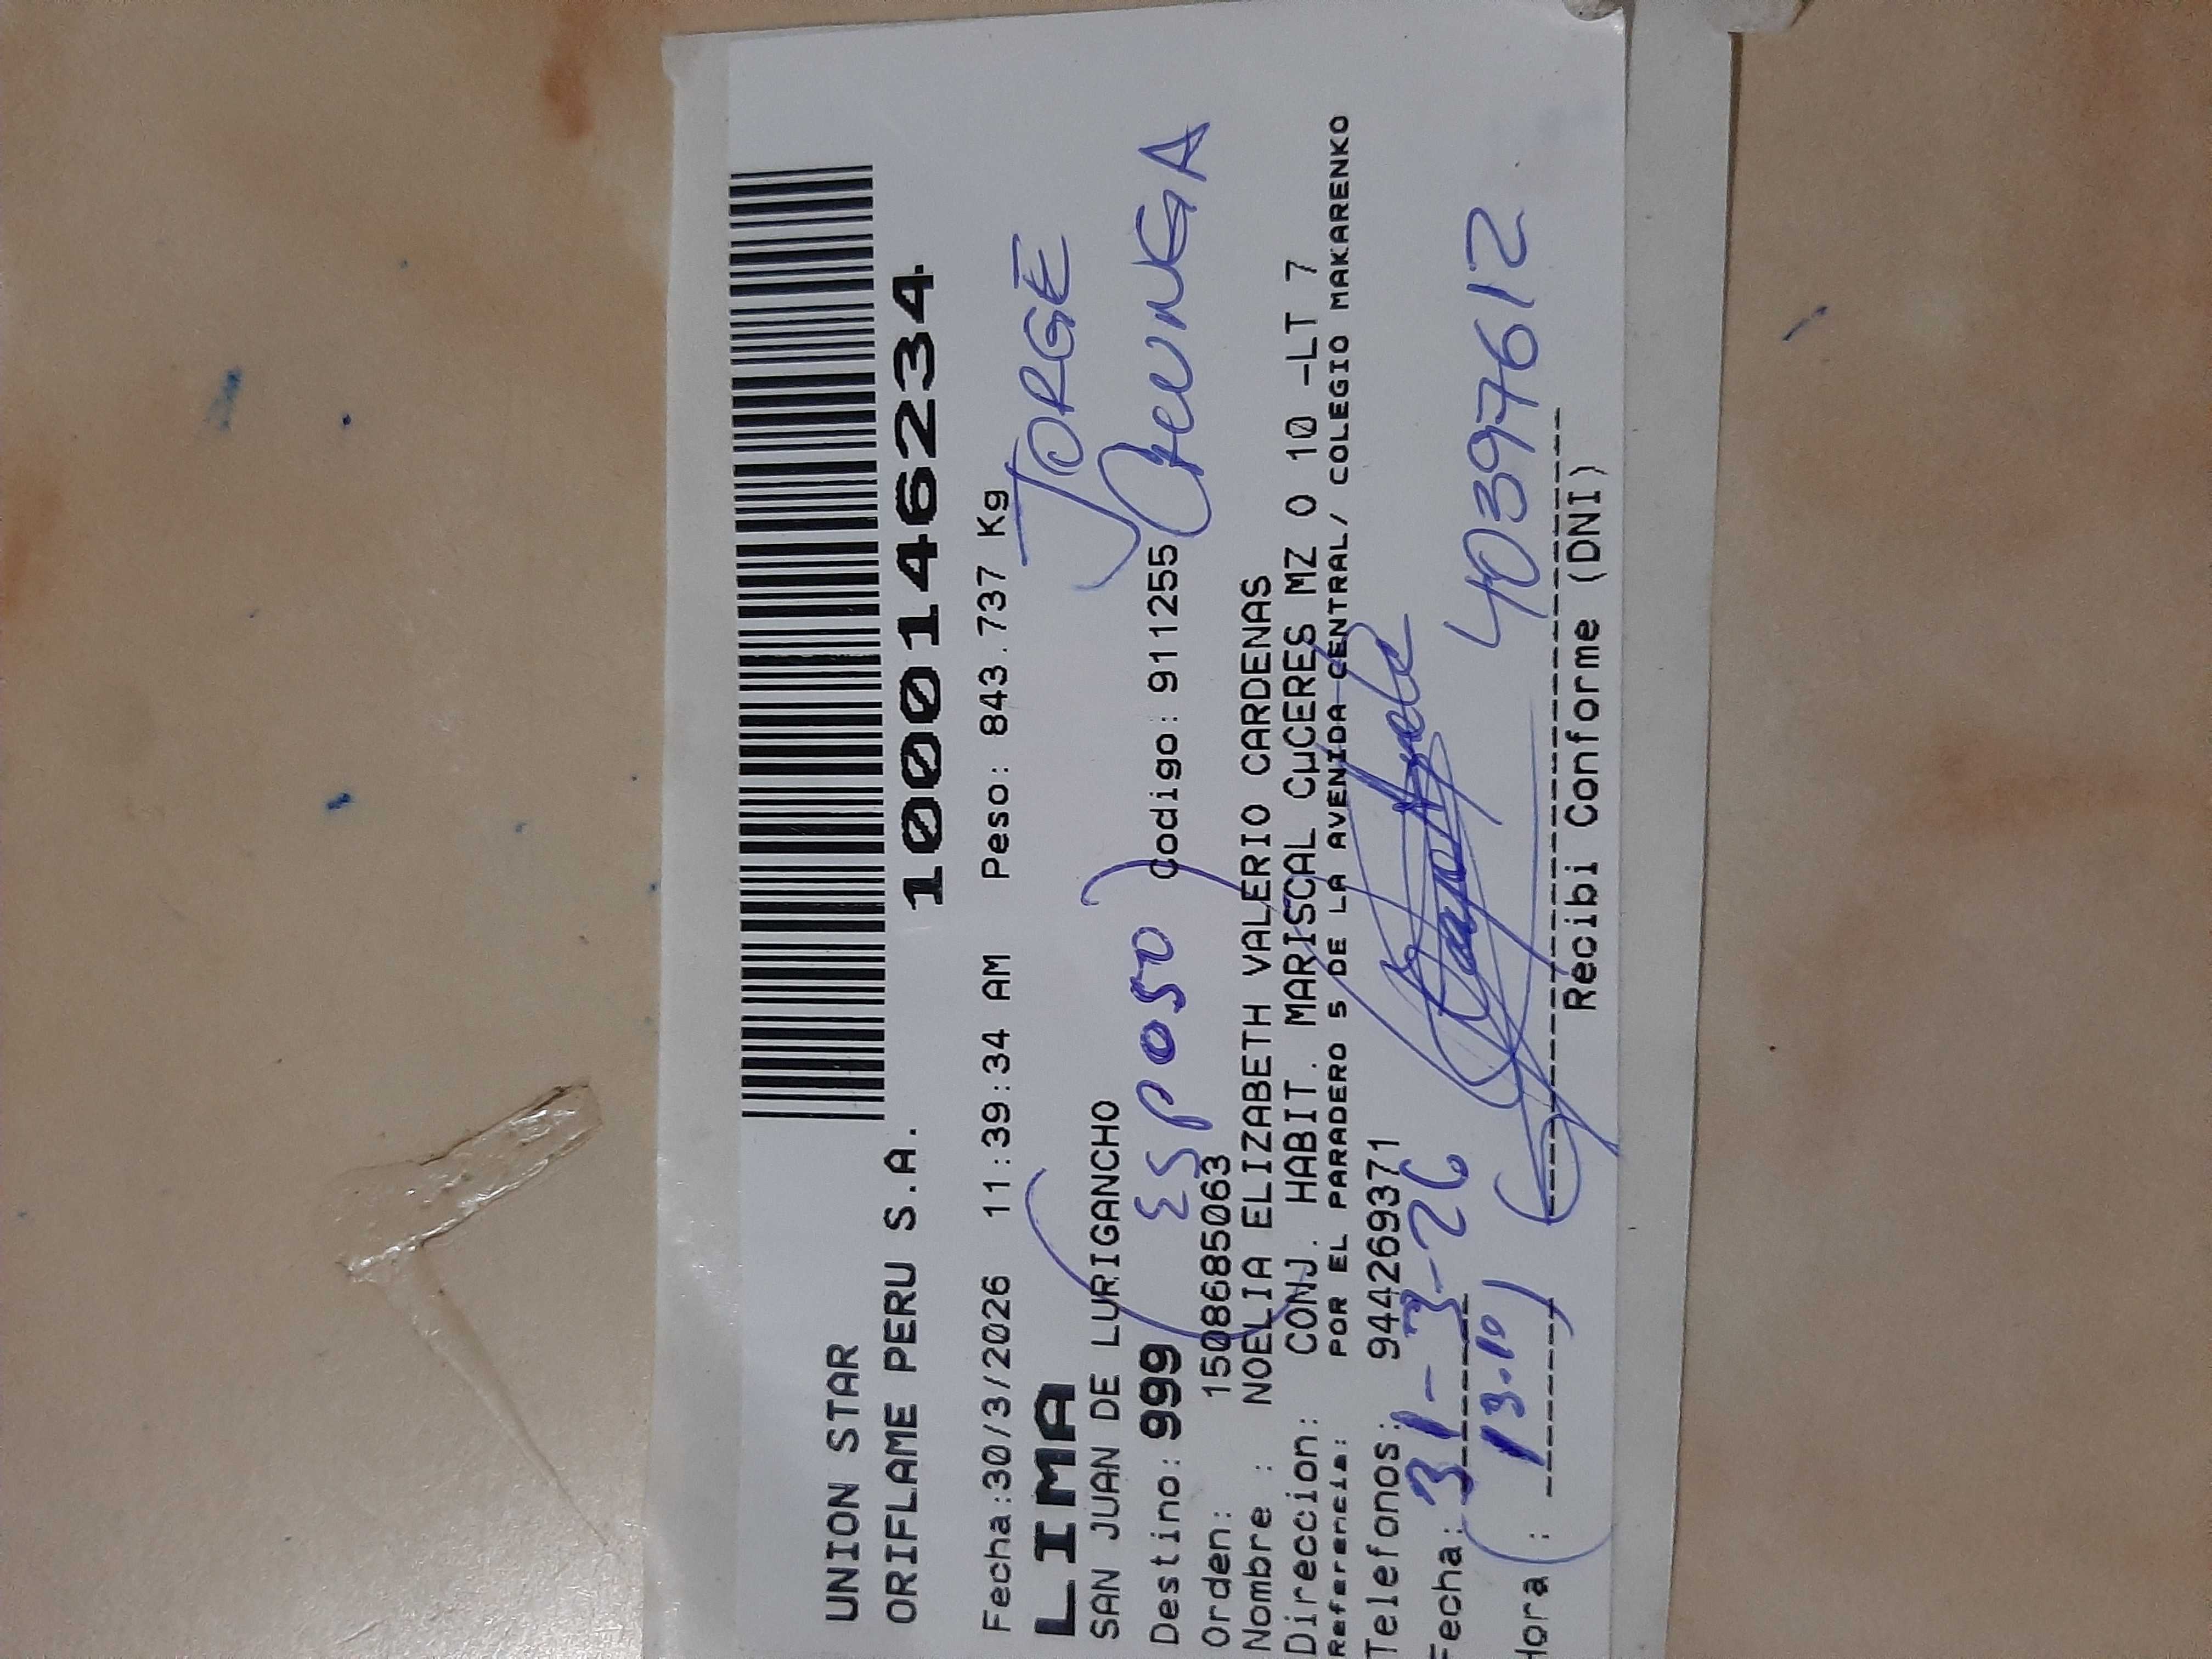 UNION STAR
ORIFLAME PERU S.A.
1000146234
Fecha:30/3/2026 11:39:34 AM Peso: 843.737 Kg
LIMA
JORGE
SAN JUAN DE LURIGANCHO
(ESPOSO)
CHUNGA
Destino:999 Codigo:911255
Orden: 1508685063
Nombre : NOELIA ELIZABETH VALERIO CARDENAS
Direccion: CONJ. HABIT. MARISCAL CµCERES MZ O 10 -LT 7
Referencia: POR EL PARADERO 5 DE LA AVENIDA CENTRAL/ COLEGIO MAKARENKO
Telefonos: 944269371
Fecha: 31-3-26
40397612
Hora : (13.10)
Recibi Conforme (DNI)